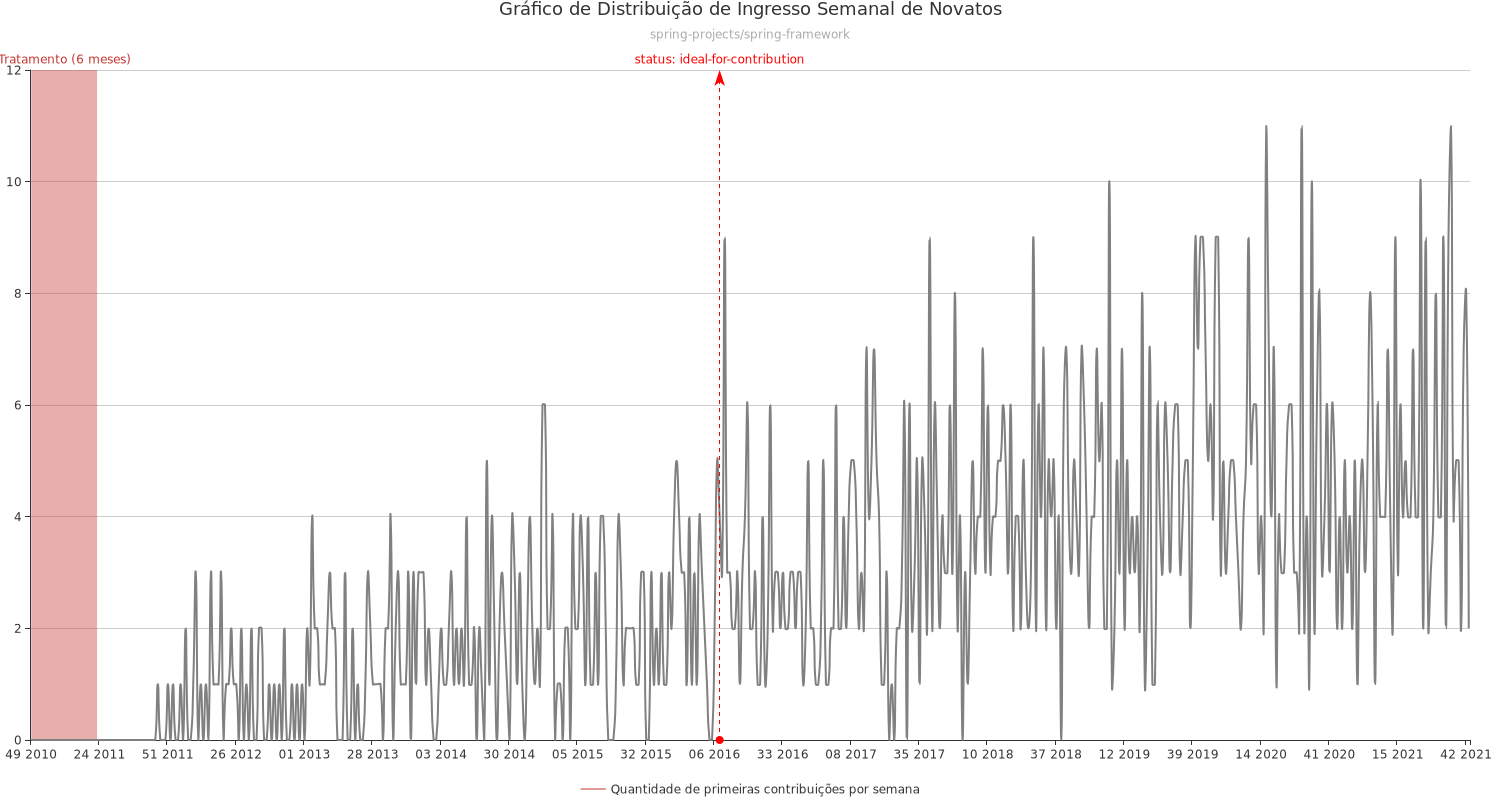 Gráfico de Distribuição de Ingresso Semanal de Novatos
spring-projects/spring-framework
Tratamento (6 meses)
status: ideal-for-contribution
12
10
8
6
4
2
0
49 2010 24 2011 51 2011 26 2012 01 2013 28 2013 03 2014 30 2014 05 2015 32 2015 06 2016 33 2016 08 2017 35 2017 10 2018 37 2018 12 2019 39 2019 14 2020 41 2020 15 2021 42 2021
Quantidade de primeiras contribuições por semana